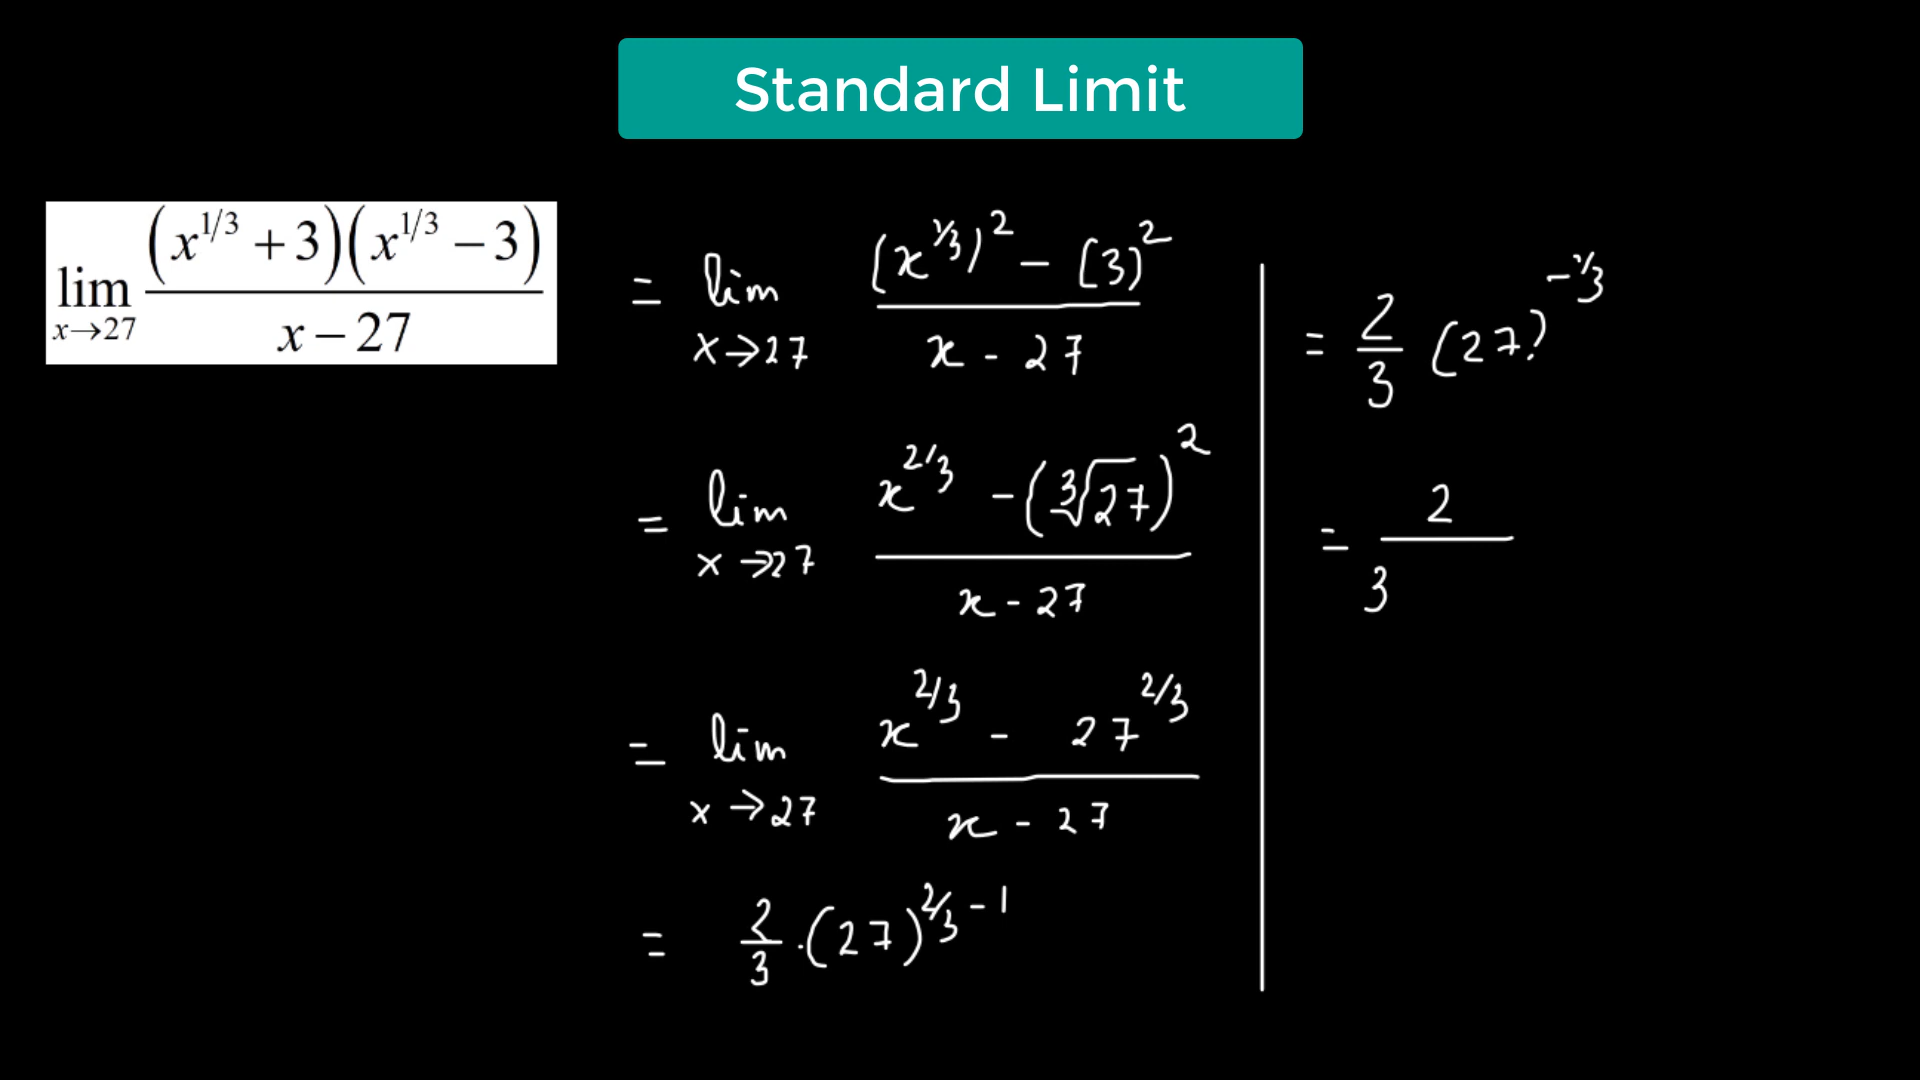 Standard Limit
lim x→27 (x^{1/3} + 3)(x^{1/3} − 3) / (x − 27)
= lim x→27 ((x^{1/3})^2 − (3)^2) / (x - 27)
= lim x→27 (x^{2/3} − (∛27)^2) / (x - 27)
= lim x→27 (x^{2/3} - 27^{2/3}) / (x - 27)
= 2/3 · (27)^{2/3 - 1}
= 2/3 (27)^{-1/3}
= 2 / 3